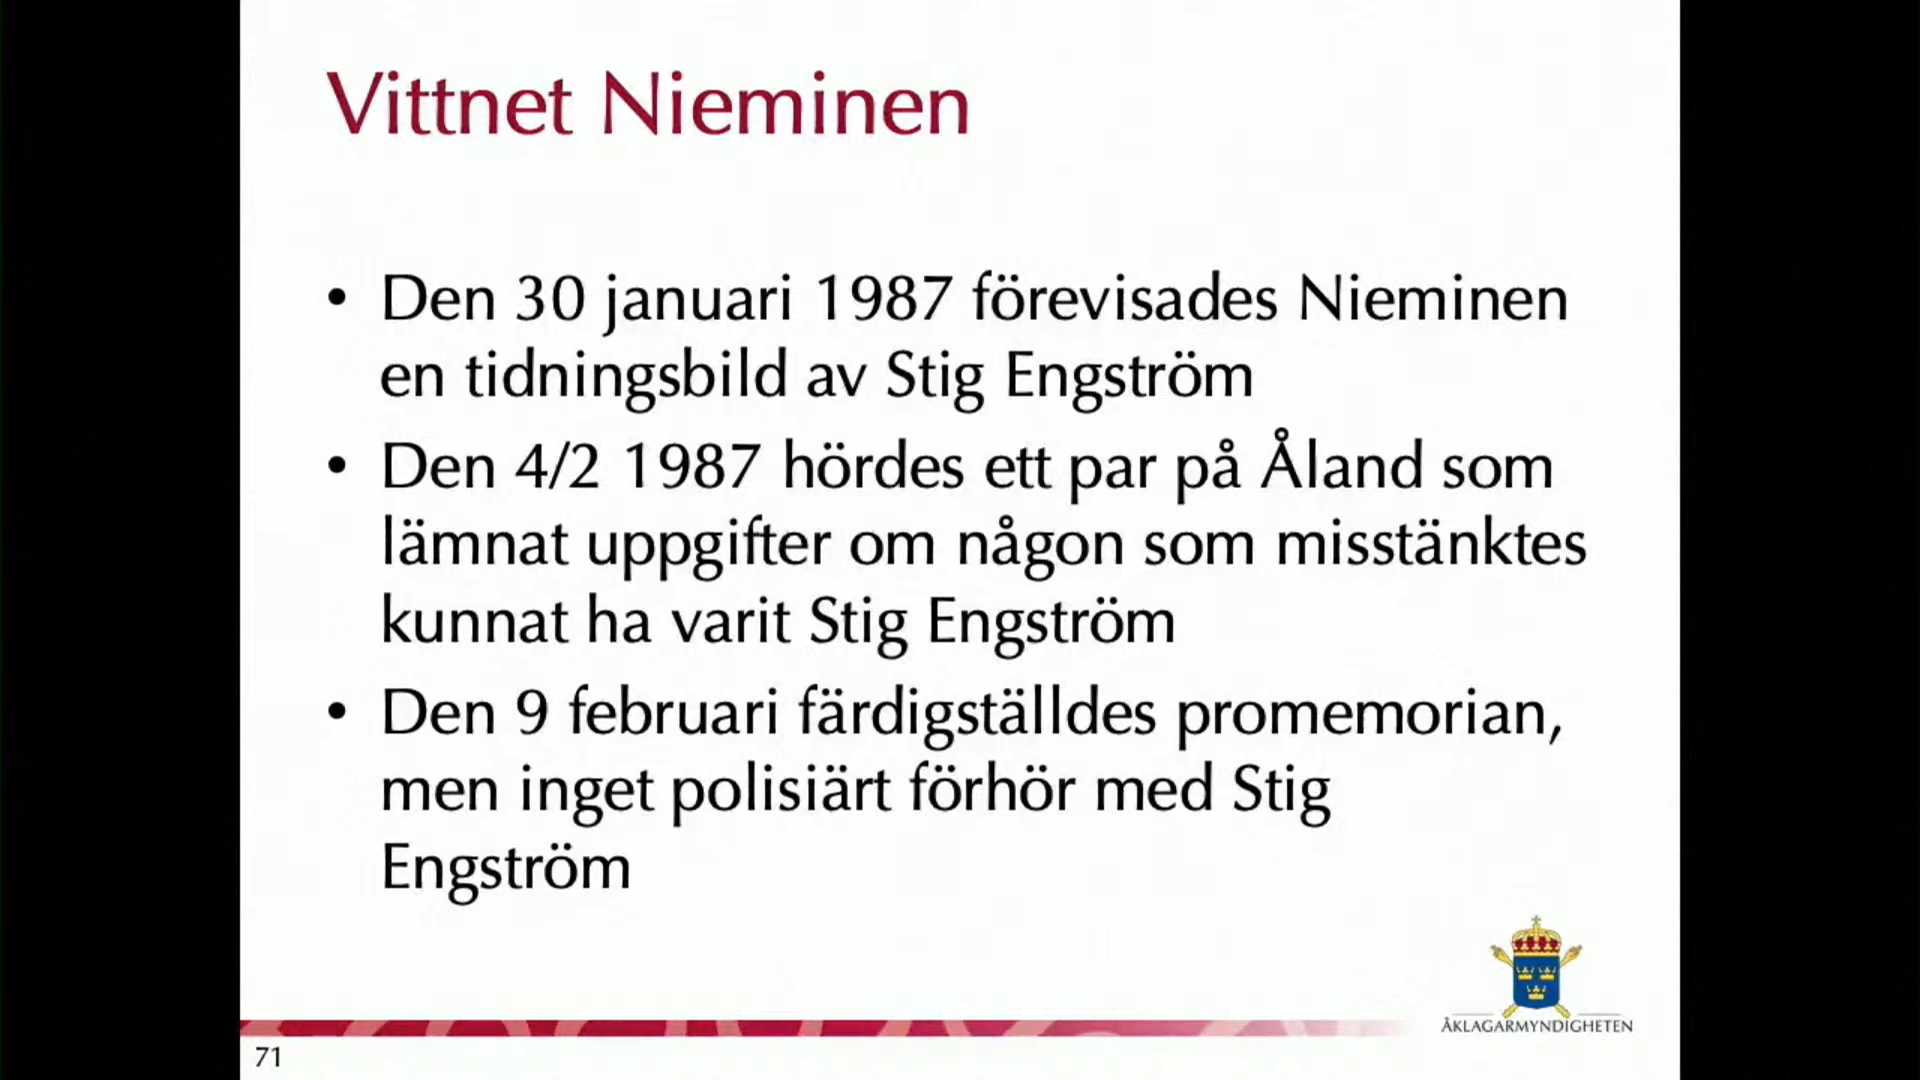 Vittnet Nieminen
• Den 30 januari 1987 förevisades Nieminen
en tidningsbild av Stig Engström
• Den 4/2 1987 hördes ett par på Åland som
lämnat uppgifter om någon som misstänktes
kunnat ha varit Stig Engström
• Den 9 februari färdigställdes promemorian,
men inget polisiärt förhör med Stig
Engström
ÅKLAGARMYNDIGHETEN
71